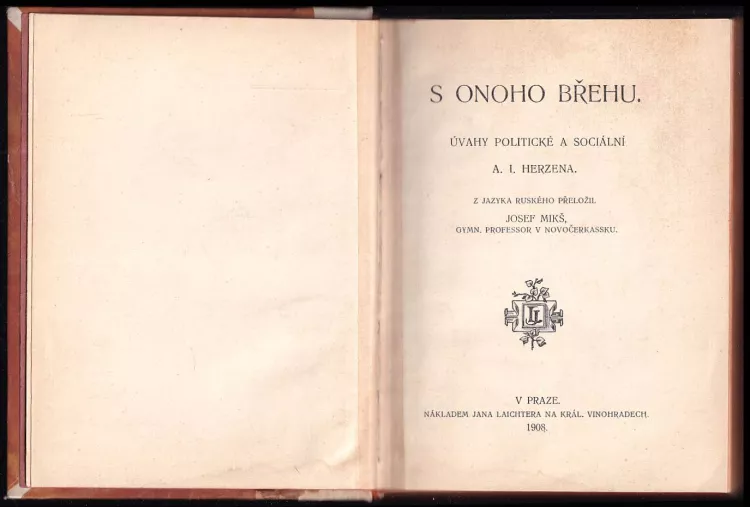 S ONOHO BŘEHU.
ÚVAHY POLITICKÉ A SOCIÁLNÍ
A. I. HERZENA.
Z JAZYKA RUSKÉHO PŘELOŽIL
JOSEF MIKŠ,
GYMN. PROFESSOR V NOVOČERKASSKU.
V PRAZE.
NÁKLADEM JANA LAICHTERA NA KRÁL. VINOHRADECH.
1908.